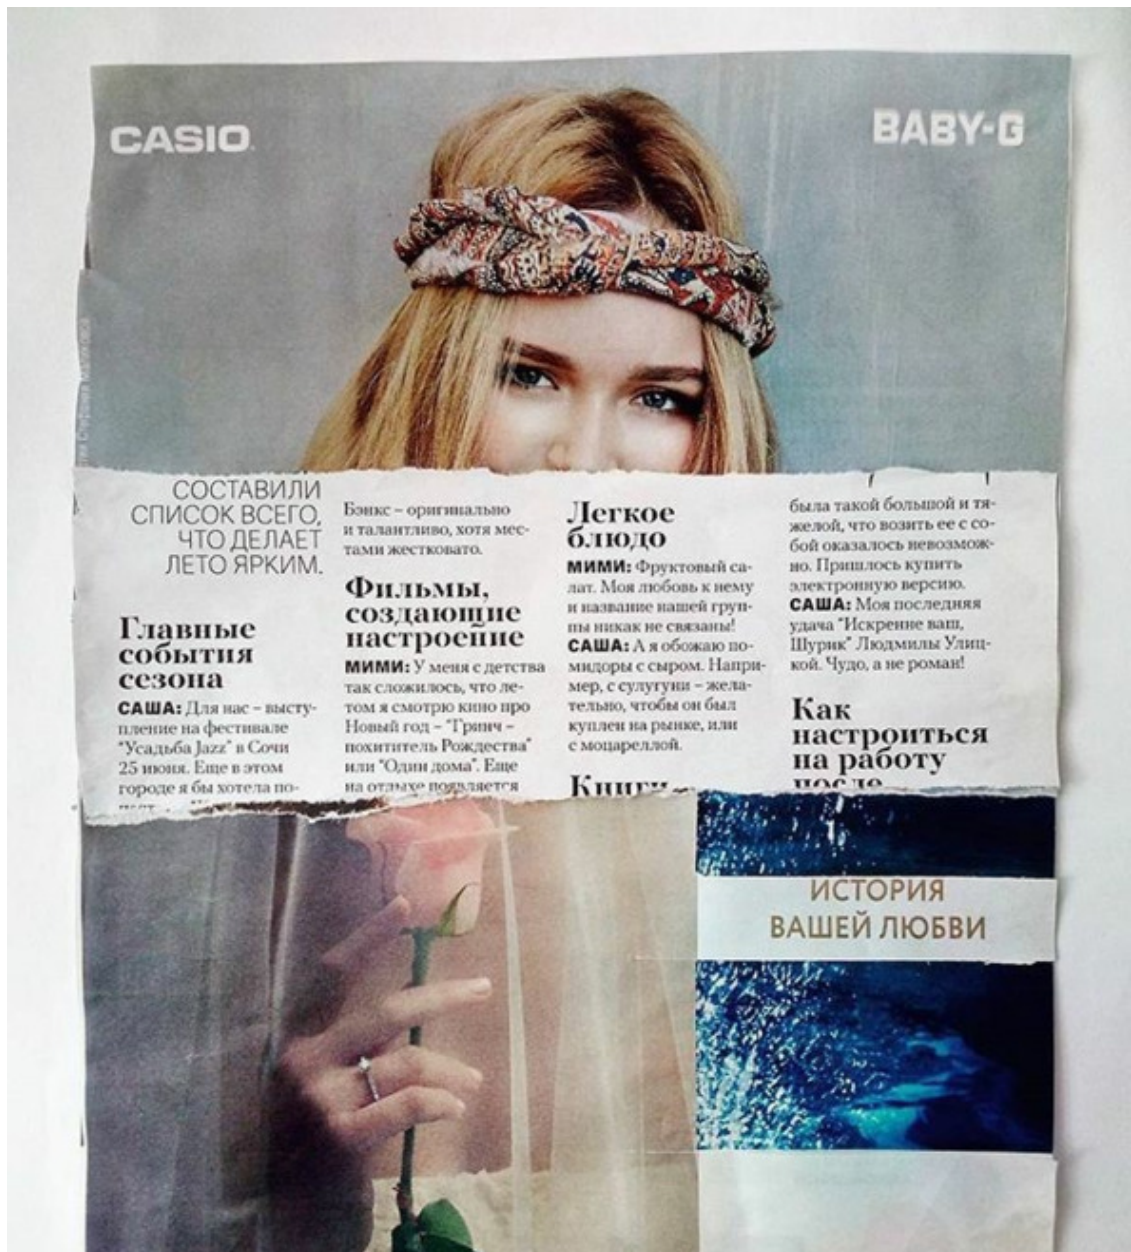 CASIO
BABY-G
СОСТАВИЛИ
СПИСОК ВСЕГО,
ЧТО ДЕЛАЕТ
ЛЕТО ЯРКИМ.
Главные
события
сезона
САША: Для нас – высту-
пление на фестивале
"Усадьба Jazz" в Сочи
25 июня. Еще в этом
городе я бы хотела по-
Бэнкс – оригинально
и талантливо, хотя мес-
тами жестковато.
Фильмы,
создающие
настроение
МИМИ: У меня с детства
так сложилось, что ле-
том я смотрю кино про
Новый год – "Гринч –
похититель Рождества"
или "Один дома". Еще
на отдыхе появляется
Легкое
блюдо
МИМИ: Фруктовый са-
лат. Моя любовь к нему
и название нашей груп-
пы никак не связаны!
САША: А я обожаю по-
мидоры с сыром. Напри-
мер, с сулугуни – жела-
тельно, чтобы он был
куплен на рынке, или
с моцареллой.
Книги
была такой большой и тя-
желой, что возить ее с со-
бой оказалось невозмож-
но. Пришлось купить
электронную версию.
САША: Моя последняя
удача "Искренне ваш,
Шурик" Людмилы Улиц-
кой. Чудо, а не роман!
Как
настроиться
на работу
после
ИСТОРИЯ
ВАШЕЙ ЛЮБВИ